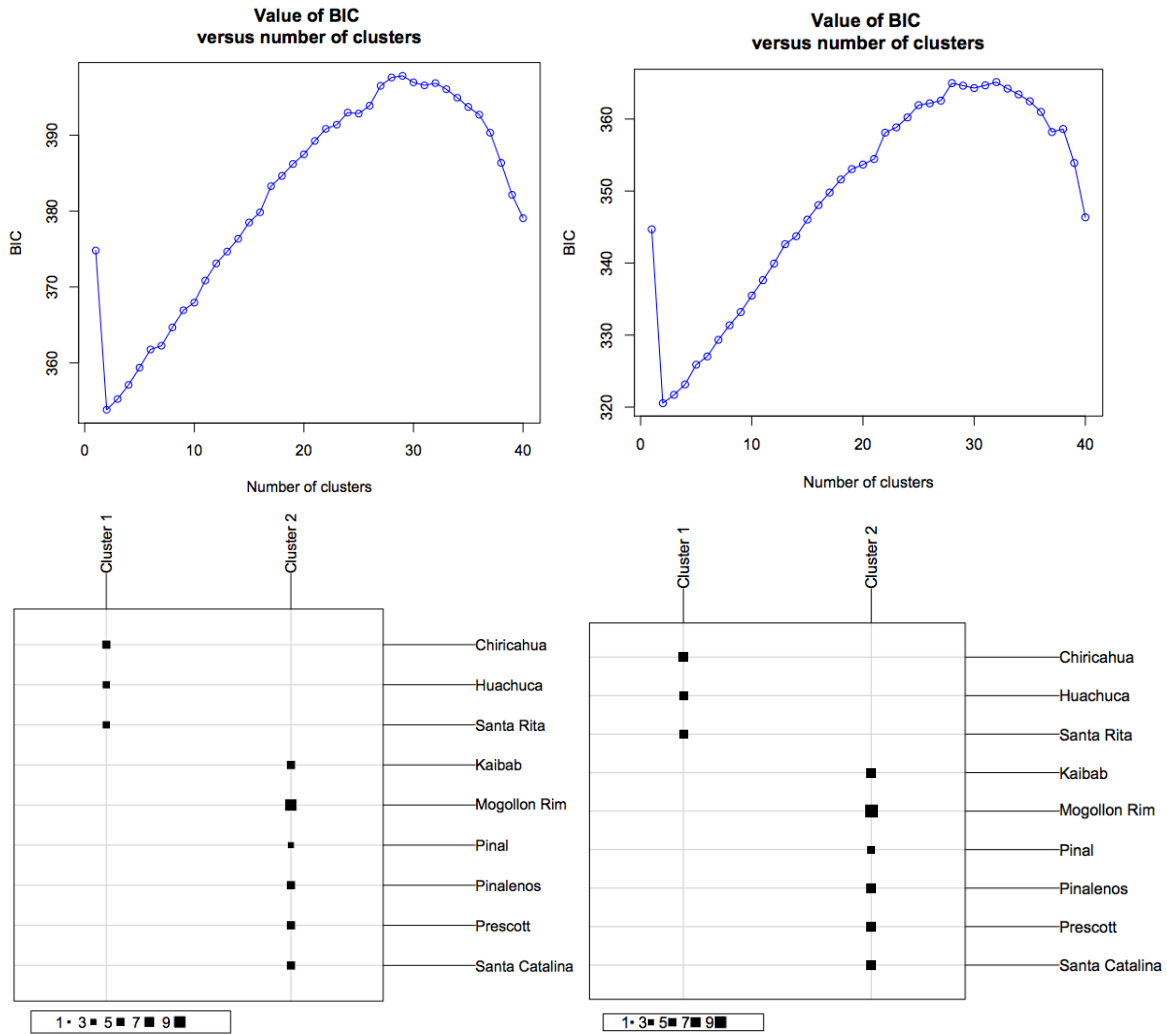 Value of BIC
versus number of clusters
BIC
360
370
380
390
0 10 20 30 40
Number of clusters
Value of BIC
versus number of clusters
BIC
320
330
340
350
360
0 10 20 30 40
Number of clusters
Cluster 1
Cluster 2
Chiricahua
Huachuca
Santa Rita
Kaibab
Mogollon Rim
Pinal
Pinalenos
Prescott
Santa Catalina
1 3 5 7 9
Cluster 1
Cluster 2
Chiricahua
Huachuca
Santa Rita
Kaibab
Mogollon Rim
Pinal
Pinalenos
Prescott
Santa Catalina
1 3 5 7 9